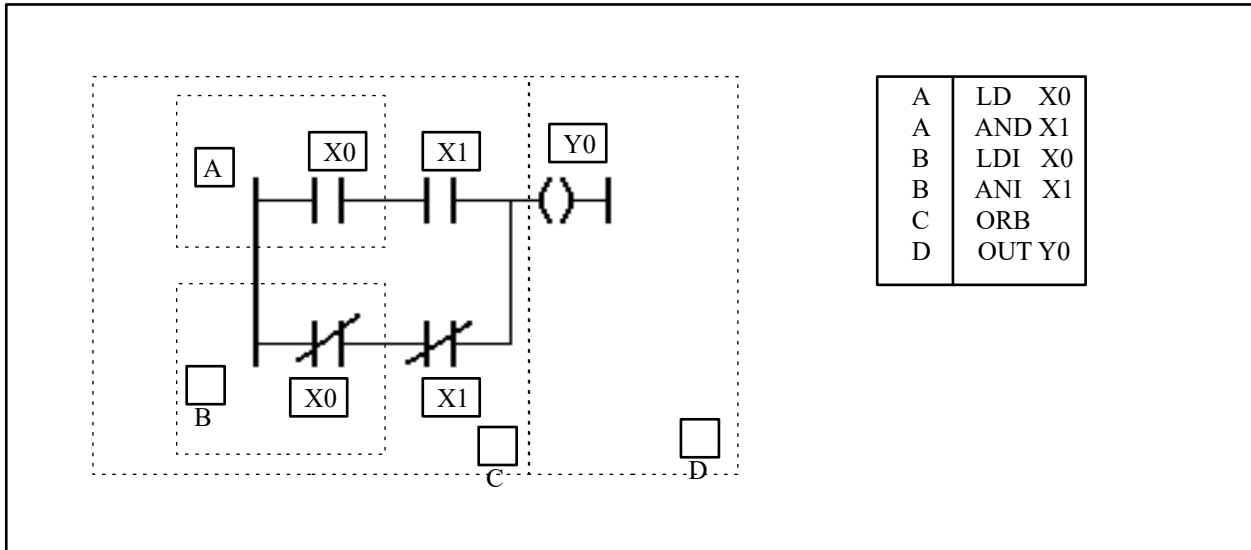 A
X0
X1
Y0
X0
X1
B
C
D
A LD X0
A AND X1
B LDI X0
B ANI X1
C ORB
D OUT Y0